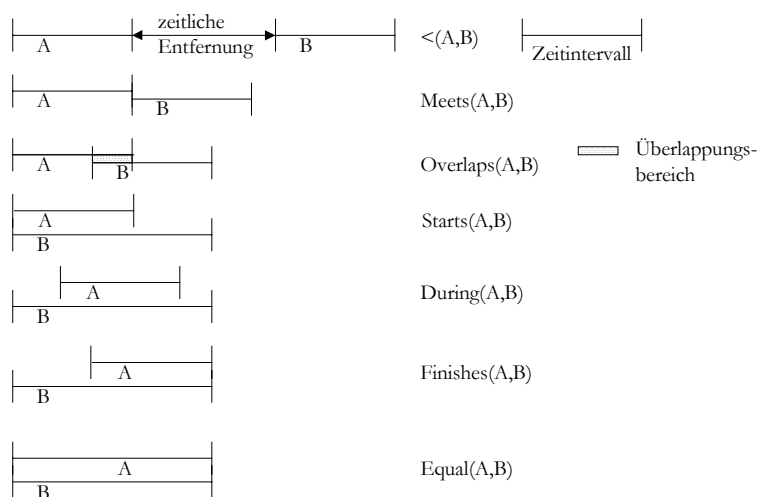 zeitliche
Entfernung
A
B
<(A,B)
Zeitintervall
A
B
Meets(A,B)
A
B
Overlaps(A,B)
Überlappungs-
bereich
A
B
Starts(A,B)
A
B
During(A,B)
A
B
Finishes(A,B)
A
B
Equal(A,B)